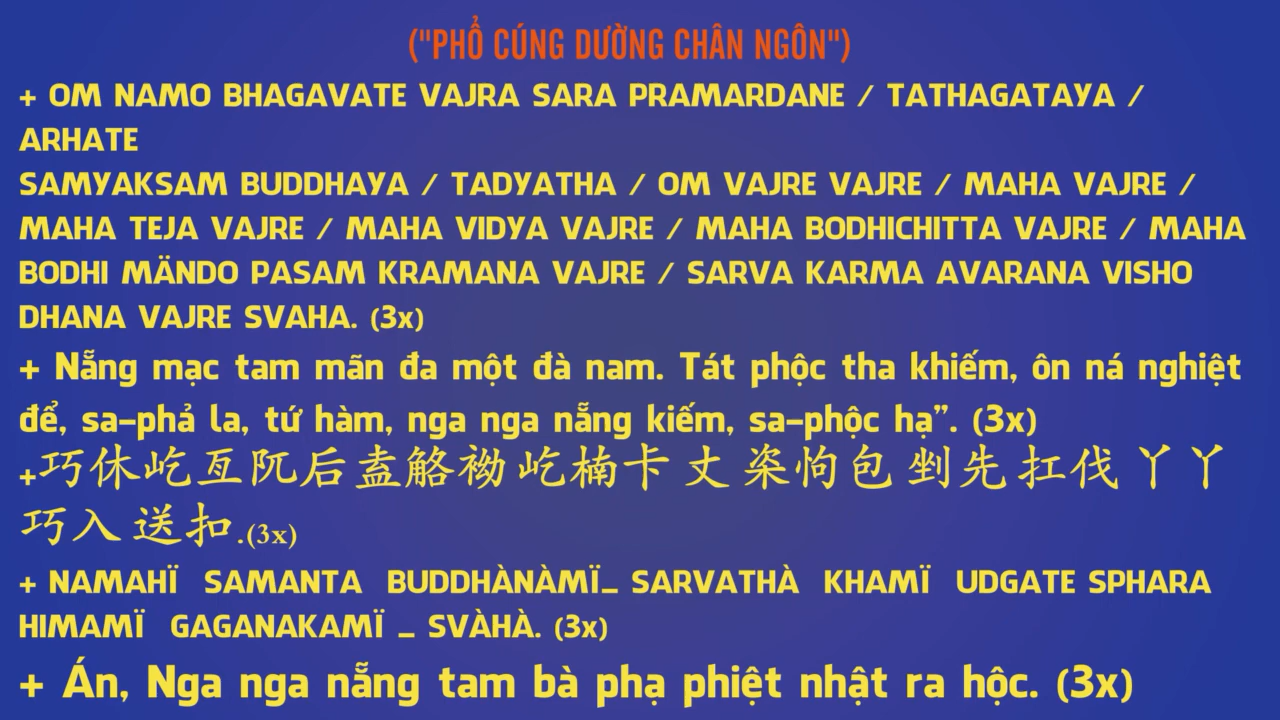 ("PHỔ CÚNG DƯỜNG CHÂN NGÔN")
+ OM NAMO BHAGAVATE VAJRA SARA PRAMARDANE / TATHAGATAYA /
ARHATE
SAMYAKSAM BUDDHAYA / TADYATHA / OM VAJRE VAJRE / MAHA VAJRE /
MAHA TEJA VAJRE / MAHA VIDYA VAJRE / MAHA BODHICHITTA VAJRE / MAHA
BODHI MÄNDO PASAM KRAMANA VAJRE / SARVA KARMA AVARANA VISHO
DHANA VAJRE SVAHA. (3x)
+ Nẵng mạc tam mãn đa một đà nam. Tát phộc tha khiếm, ôn ná nghiệt
để, sa-phả la, tứ hàm, nga nga nẵng kiếm, sa-phộc hạ”. (3x)
+巧休屹亙阢后盍觡袎屹楠卡丈楶怐包剉先扛伐丫丫
巧入送扣.(3x)
+ NAMAHÏ SAMANTA BUDDHÀNÀMÏ_ SARVATHÀ KHAMÏ UDGATE SPHARA
HIMAMÏ GAGANAKAMÏ _ SVÀHÀ. (3x)
+ Án, Nga nga nẵng tam bà phạ phiệt nhật ra hộc. (3x)